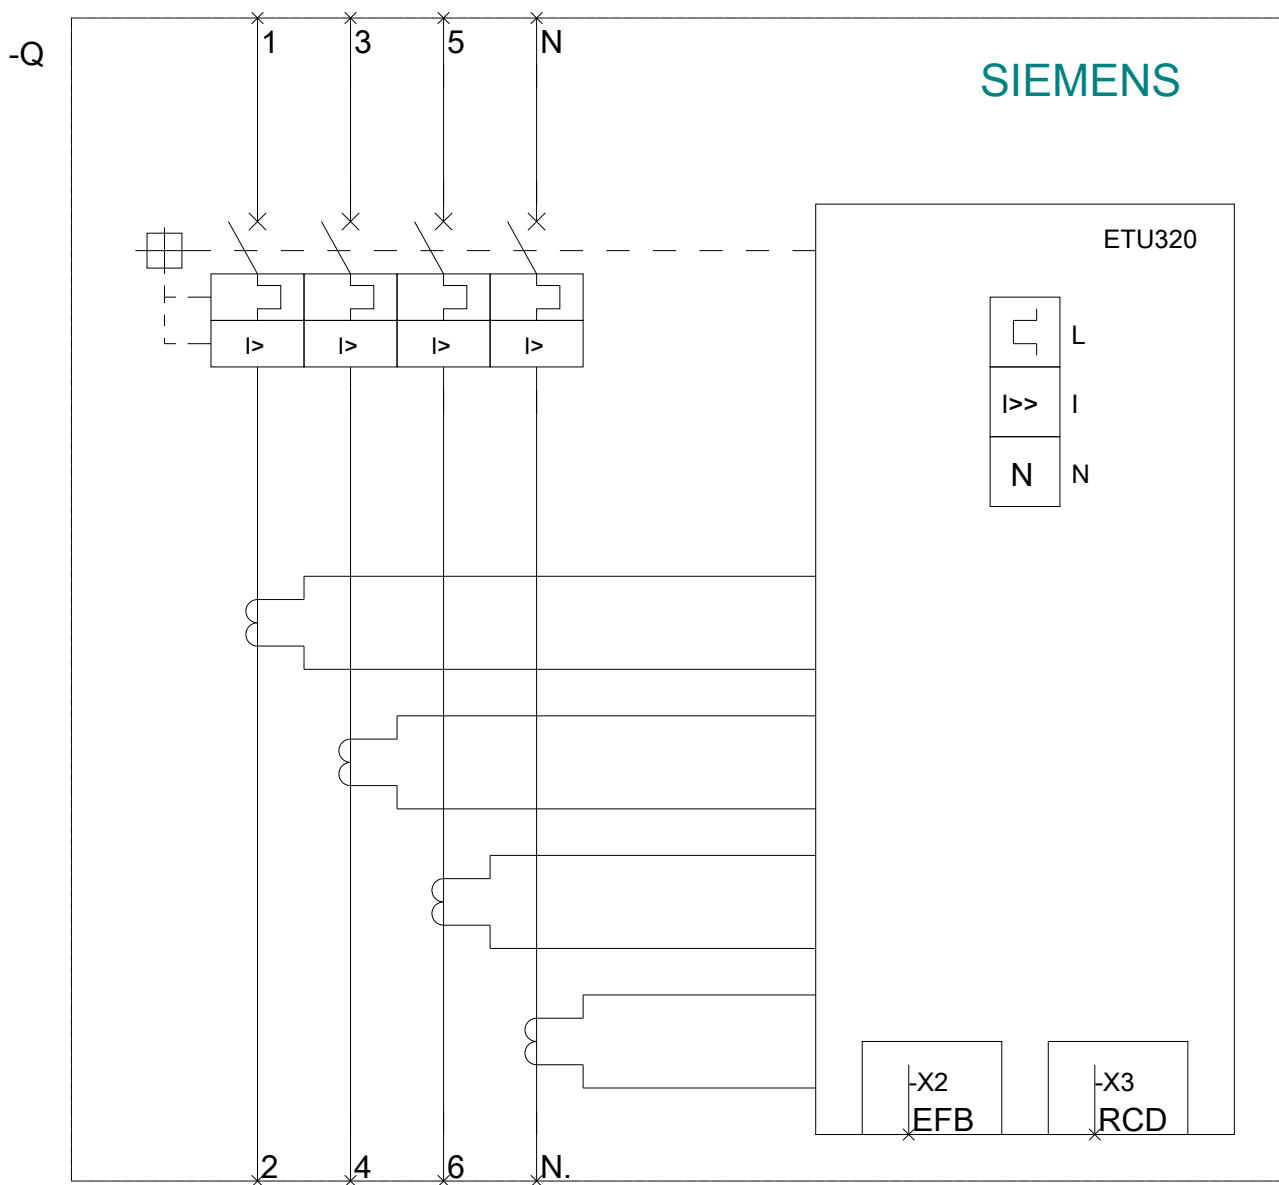 1 3 5 N
-Q
SIEMENS
ETU320
L
I> I> I> I>
I>> I
N N
-X2 -X3
EFB RCD
2 4 6 N.